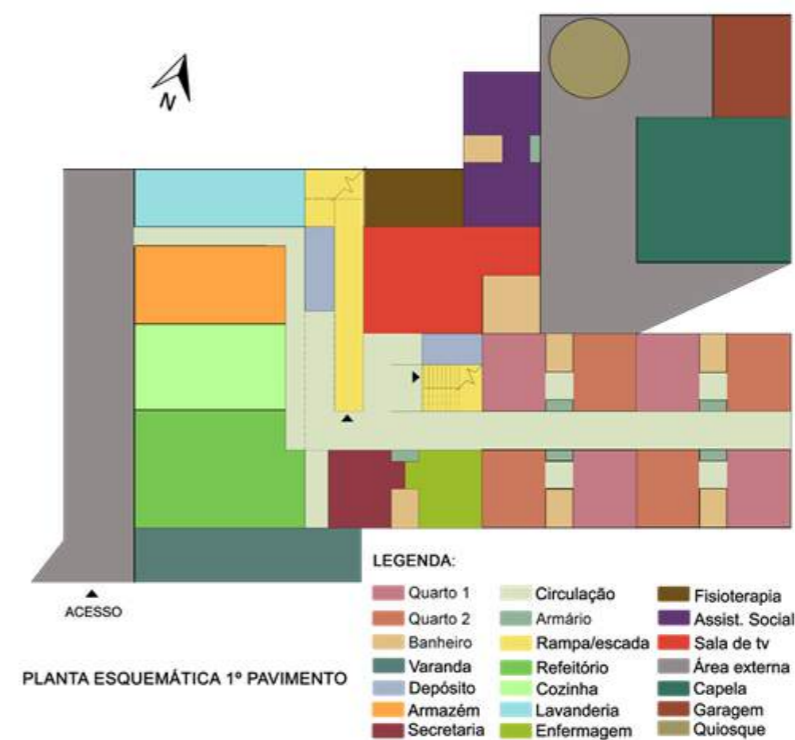 N
ACESSO
PLANTA ESQUEMÁTICA 1º PAVIMENTO
LEGENDA:
Quarto 1
Quarto 2
Banheiro
Varanda
Depósito
Armazém
Secretaria
Circulação
Armário
Rampa/escada
Refeitório
Cozinha
Lavanderia
Enfermagem
Fisioterapia
Assist. Social
Sala de tv
Área externa
Capela
Garagem
Quiosque